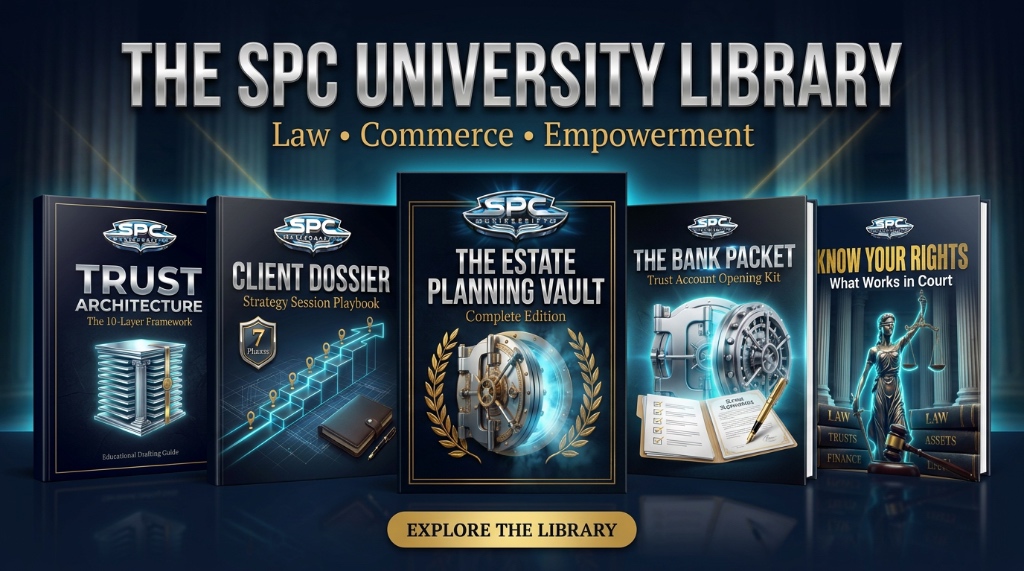 THE SPC UNIVERSITY LIBRARY
Law • Commerce • Empowerment
SPC
TRUST
ARCHITECTURE
The 10-Layer Framework
Educational Drafting Guide
SPC
CLIENT DOSSIER
Strategy Session Playbook
7
SPC
THE ESTATE
PLANNING VAULT
Complete Edition
SPC
THE BANK PACKET
Trust Account Opening Kit
SPC
KNOW YOUR RIGHTS
What Works in Court
LAW
TRUSTS
FINANCE
LAW
ASSETS
EXPLORE THE LIBRARY